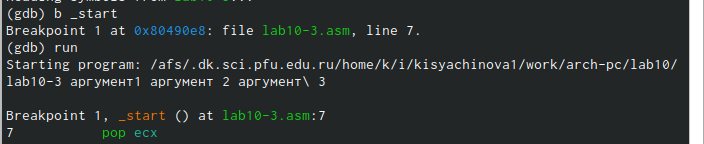 (gdb) b _start
Breakpoint 1 at 0x80490e8: file lab10-3.asm, line 7.
(gdb) run
Starting program: /afs/.dk.sci.pfu.edu.ru/home/k/i/kisyachinova1/work/arch-pc/lab10/
lab10-3 аргумент1 аргумент 2 аргумент\ 3
Breakpoint 1, _start () at lab10-3.asm:7
7 pop ecx